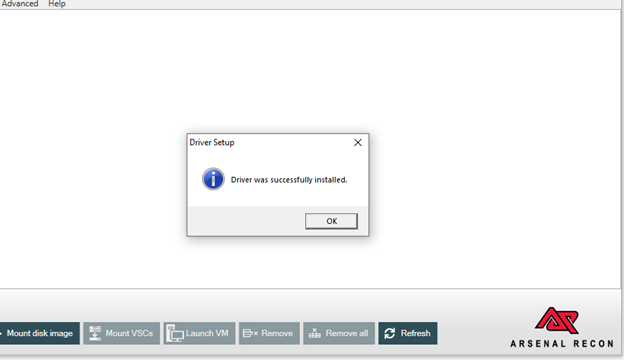 Advanced Help
Driver Setup
Driver was successfully installed.
OK
Mount disk image Mount VSCs Launch VM Remove Remove all Refresh
ARSENAL RECON